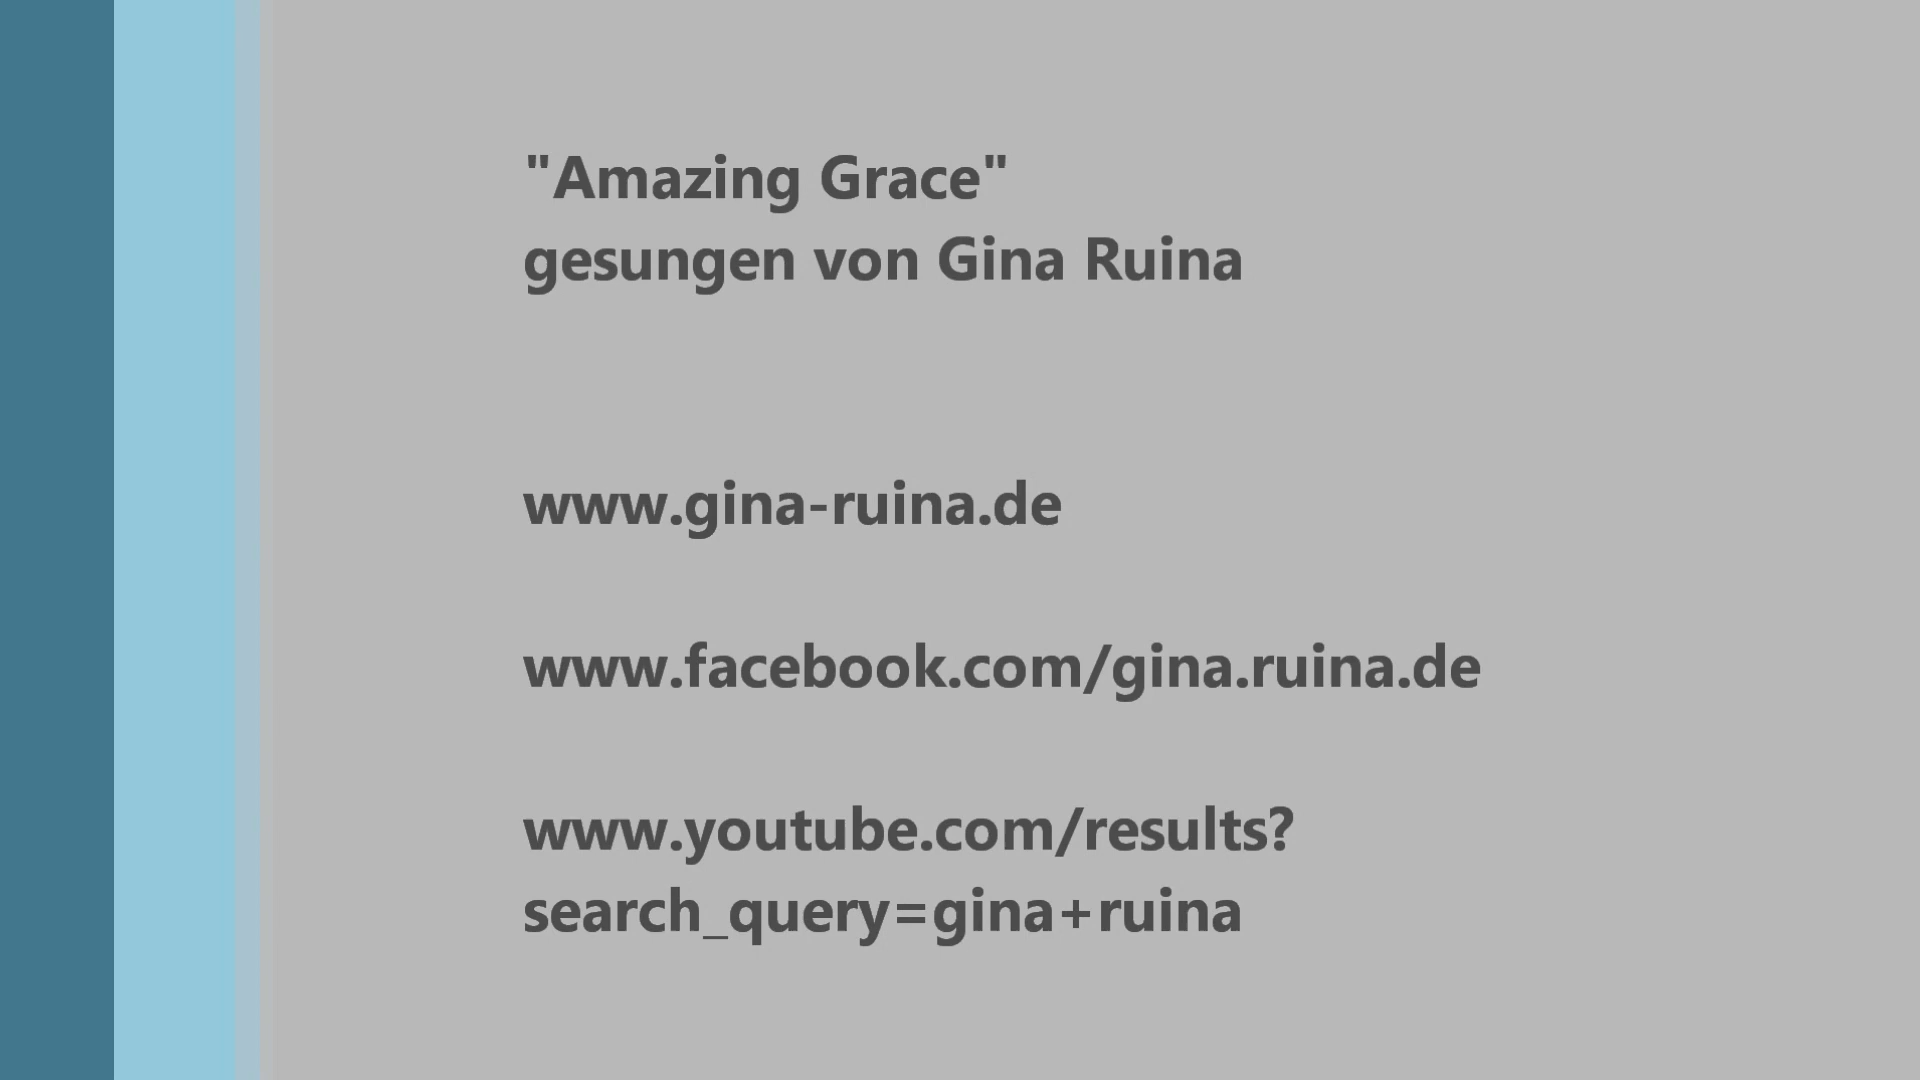 "Amazing Grace"
gesungen von Gina Ruina
www.gina-ruina.de
www.facebook.com/gina.ruina.de
www.youtube.com/results?
search_query=gina+ruina